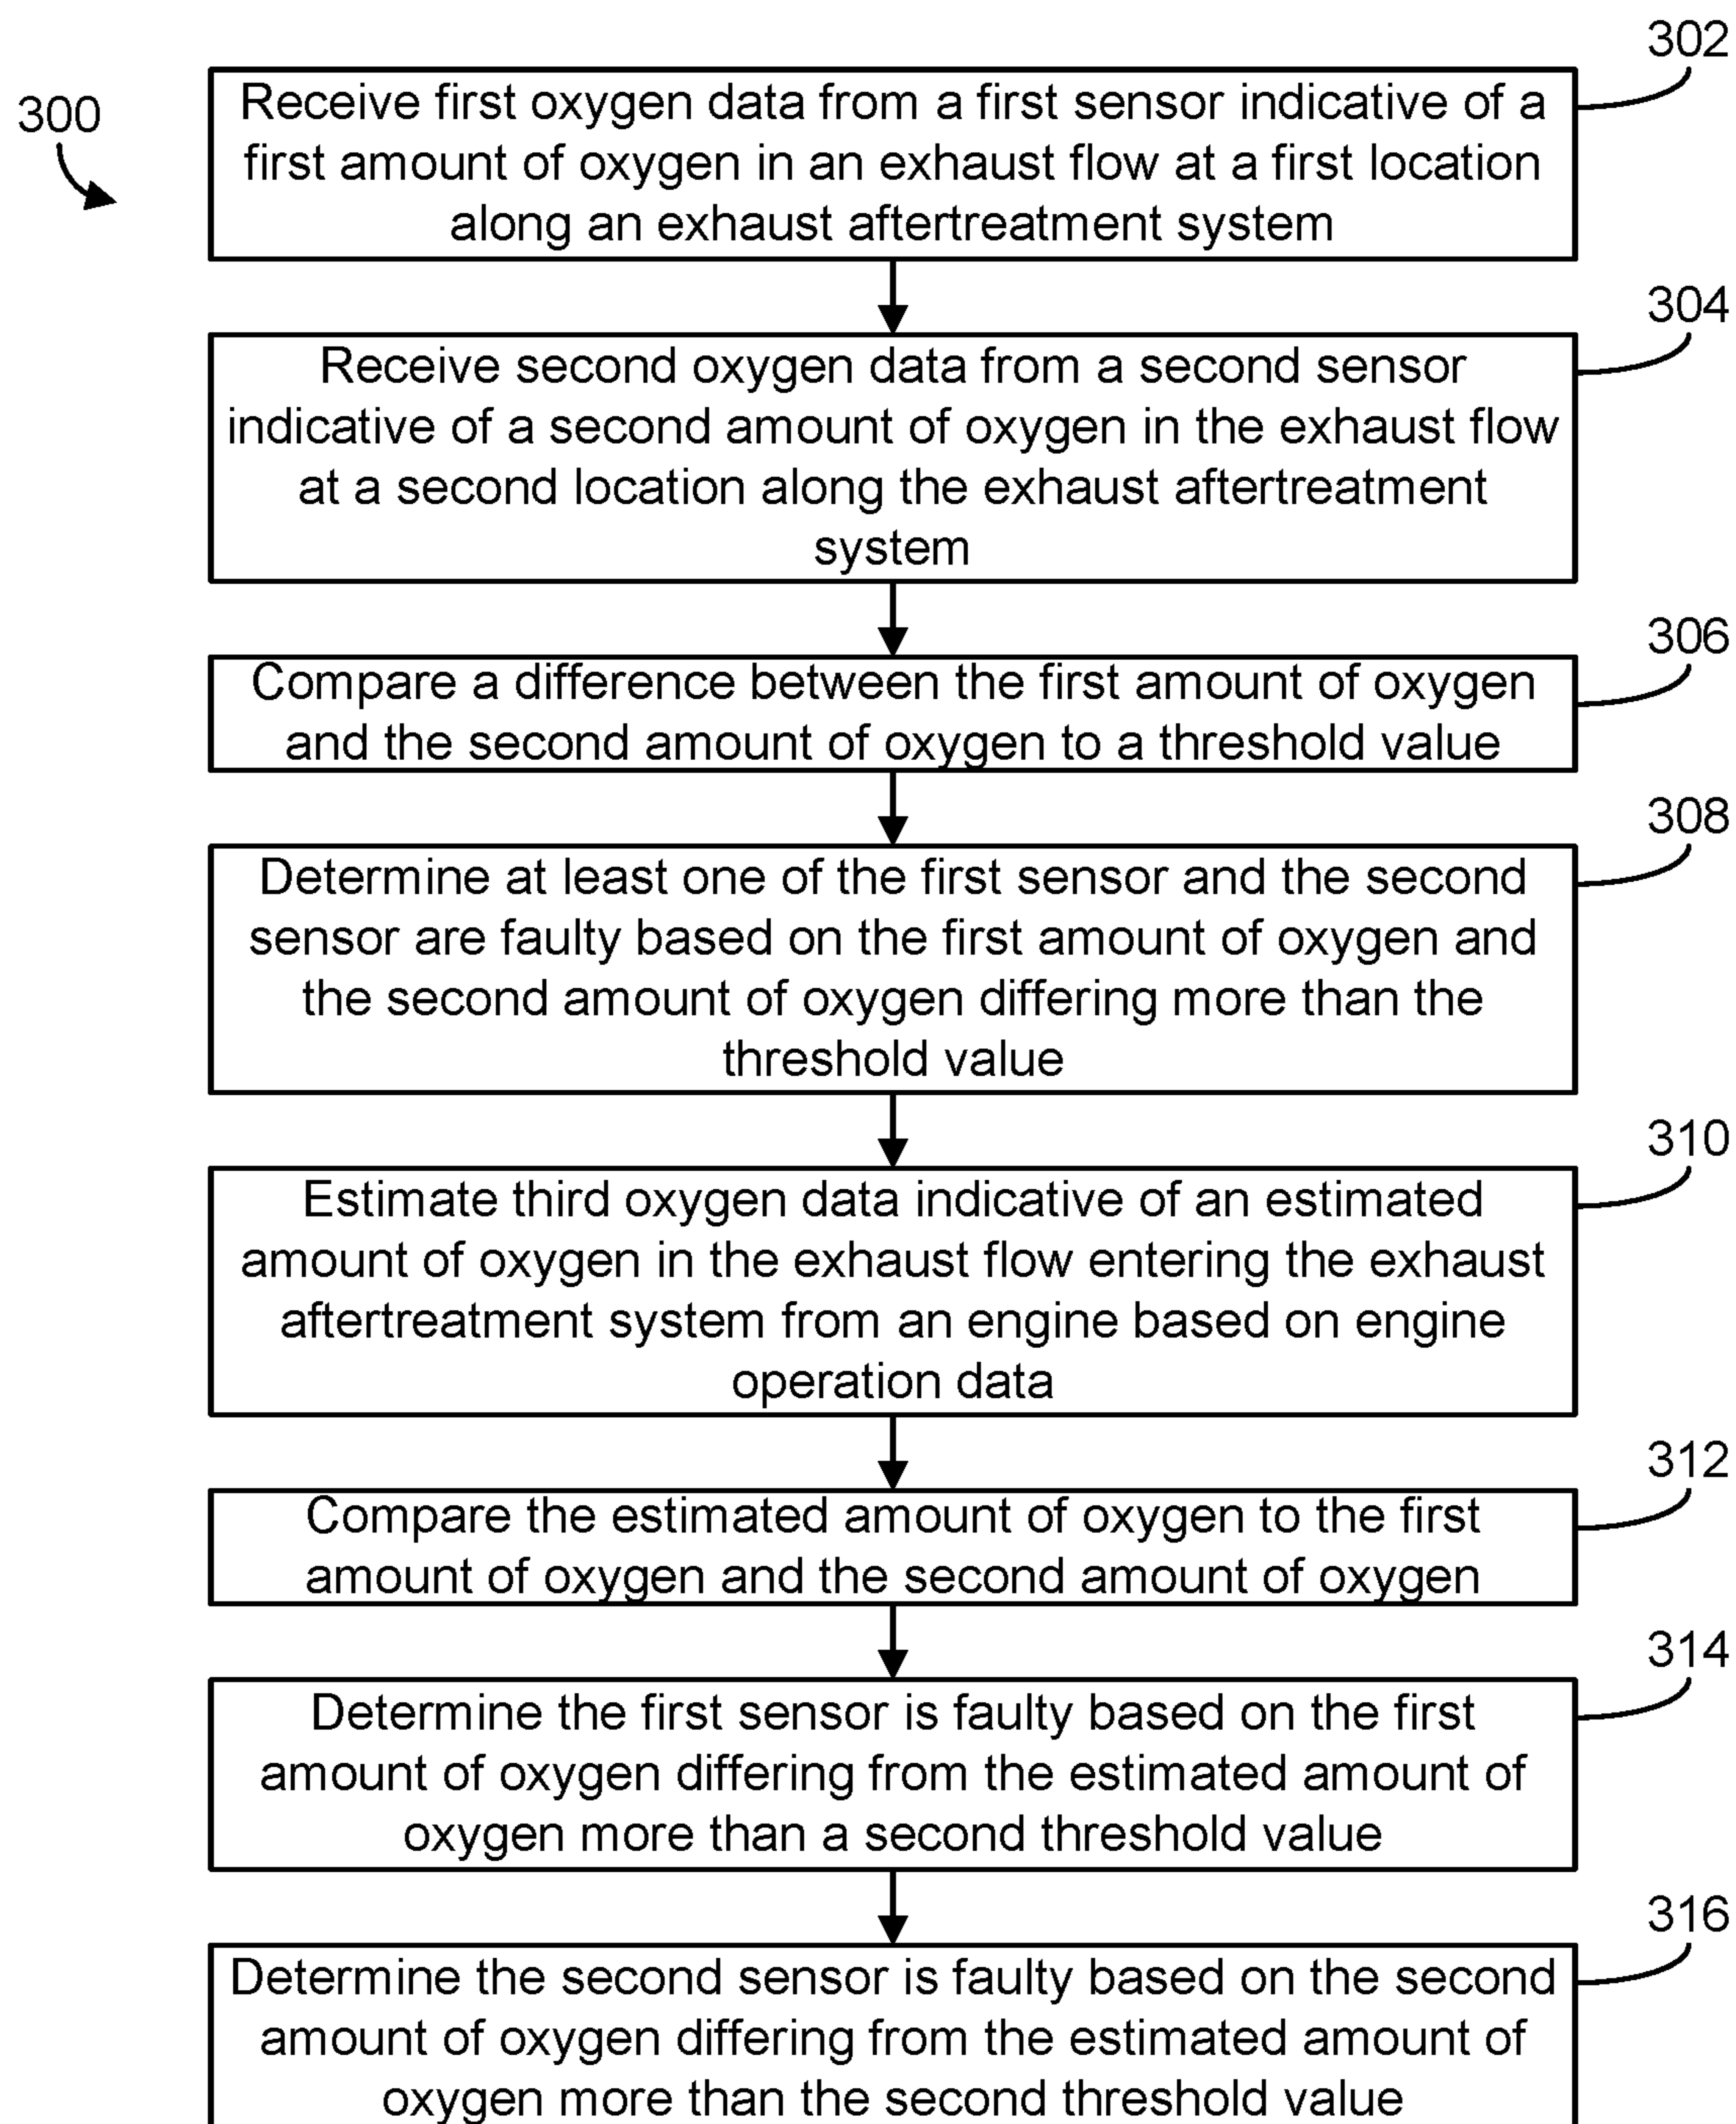 302
300
Receive first oxygen data from a first sensor indicative of a
first amount of oxygen in an exhaust flow at a first location
along an exhaust aftertreatment system
304
Receive second oxygen data from a second sensor
indicative of a second amount of oxygen in the exhaust flow
at a second location along the exhaust aftertreatment
system
306
Compare a difference between the first amount of oxygen
and the second amount of oxygen to a threshold value
308
Determine at least one of the first sensor and the second
sensor are faulty based on the first amount of oxygen and
the second amount of oxygen differing more than the
threshold value
310
Estimate third oxygen data indicative of an estimated
amount of oxygen in the exhaust flow entering the exhaust
aftertreatment system from an engine based on engine
operation data
312
Compare the estimated amount of oxygen to the first
amount of oxygen and the second amount of oxygen
314
Determine the first sensor is faulty based on the first
amount of oxygen differing from the estimated amount of
oxygen more than a second threshold value
316
Determine the second sensor is faulty based on the second
amount of oxygen differing from the estimated amount of
oxygen more than the second threshold value